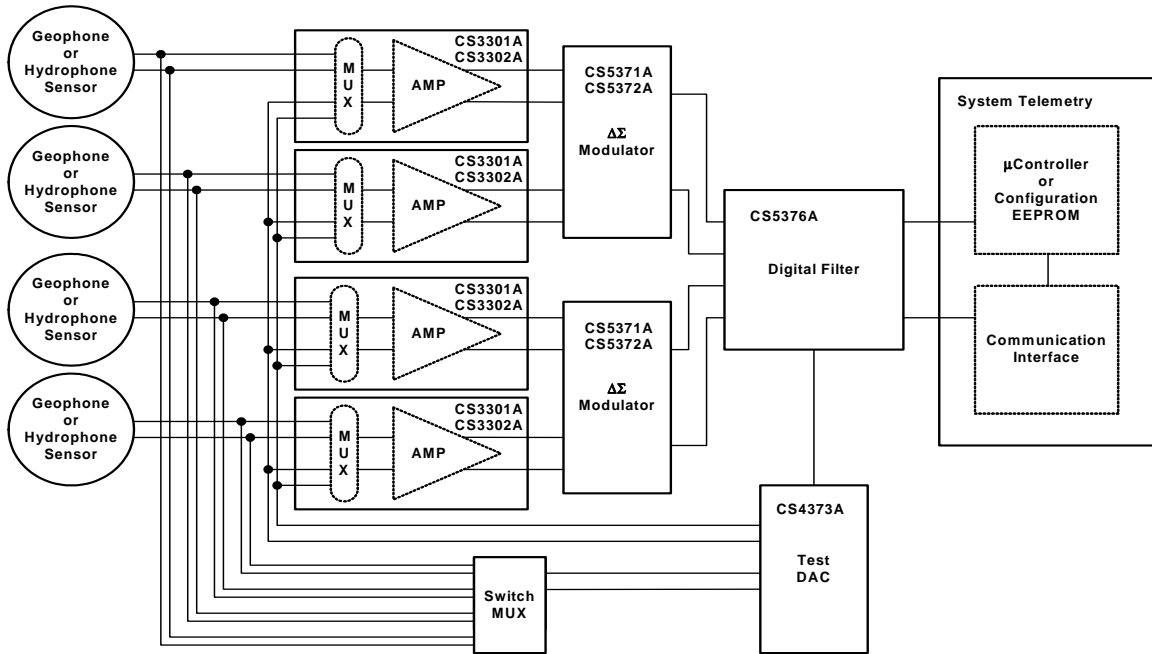 Geophone
or
Hydrophone
Sensor
Geophone
or
Hydrophone
Sensor
Geophone
or
Hydrophone
Sensor
Geophone
or
Hydrophone
Sensor
CS3301A
CS3302A
M
U
X
AMP
CS3301A
CS3302A
M
U
X
AMP
CS3301A
CS3302A
M
U
X
AMP
CS3301A
CS3302A
M
U
X
AMP
CS5371A
CS5372A
ΔΣ
Modulator
CS5371A
CS5372A
ΔΣ
Modulator
Switch
MUX
CS5376A
Digital Filter
CS4373A
Test
DAC
System Telemetry
µController
or
Configuration
EEPROM
Communication
Interface